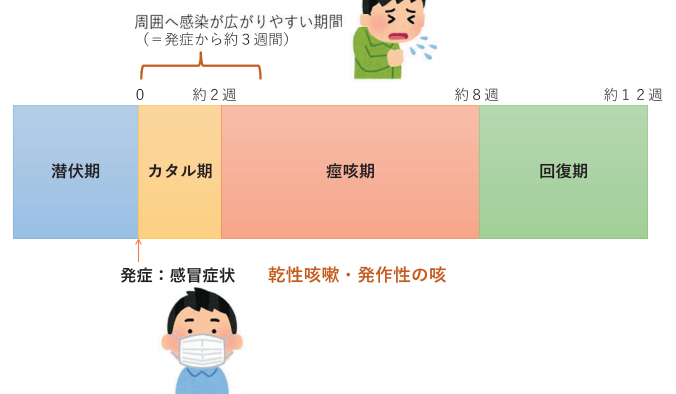 周囲へ感染が広がりやすい期間
（＝発症から約３週間）
0
約２週
約８週
約１２週
潜伏期
カタル期
痙咳期
回復期
発症：感冒症状
乾性咳嗽・発作性の咳